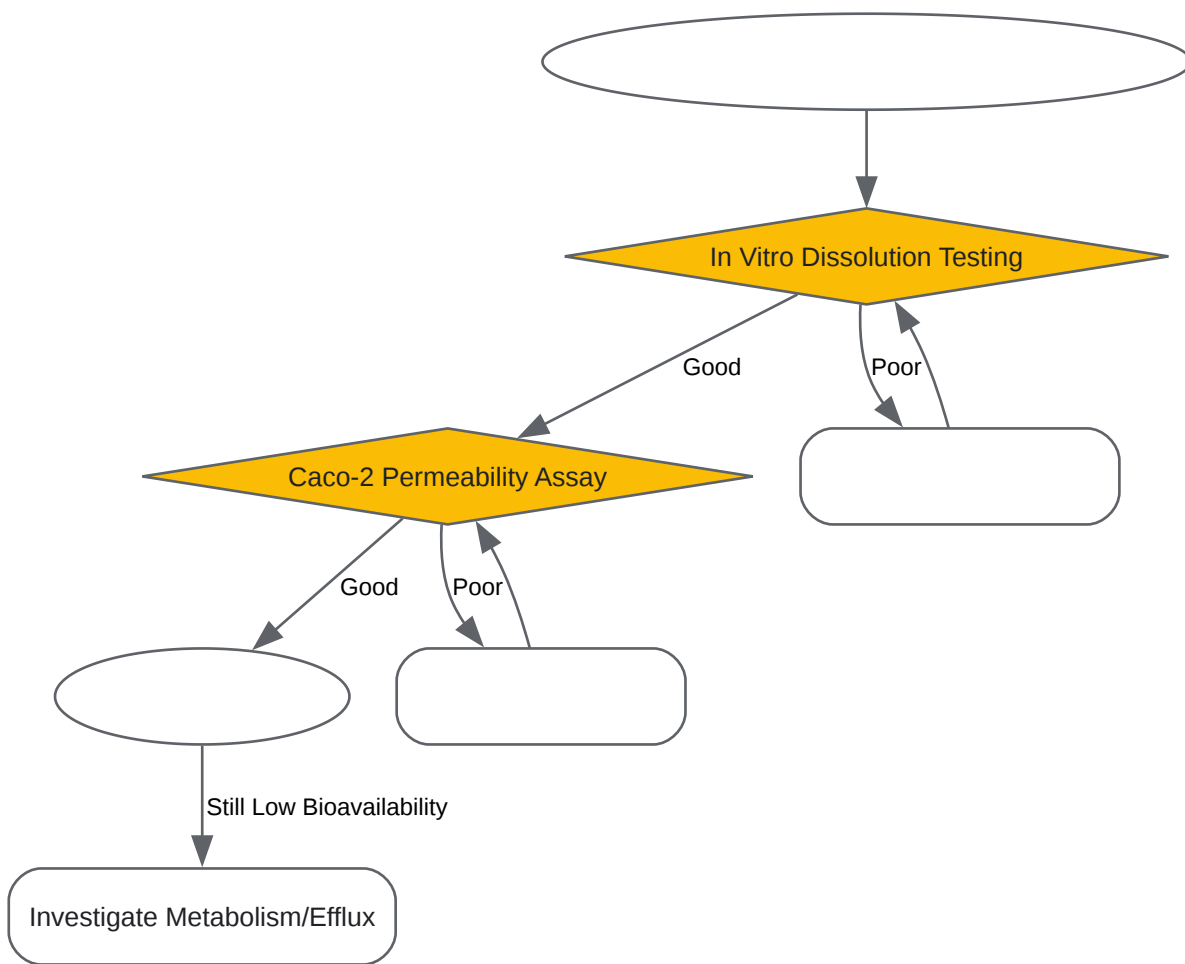 In Vitro Dissolution Testing
Good
Poor
Caco-2 Permeability Assay
Good
Poor
Still Low Bioavailability
Investigate Metabolism/Efflux